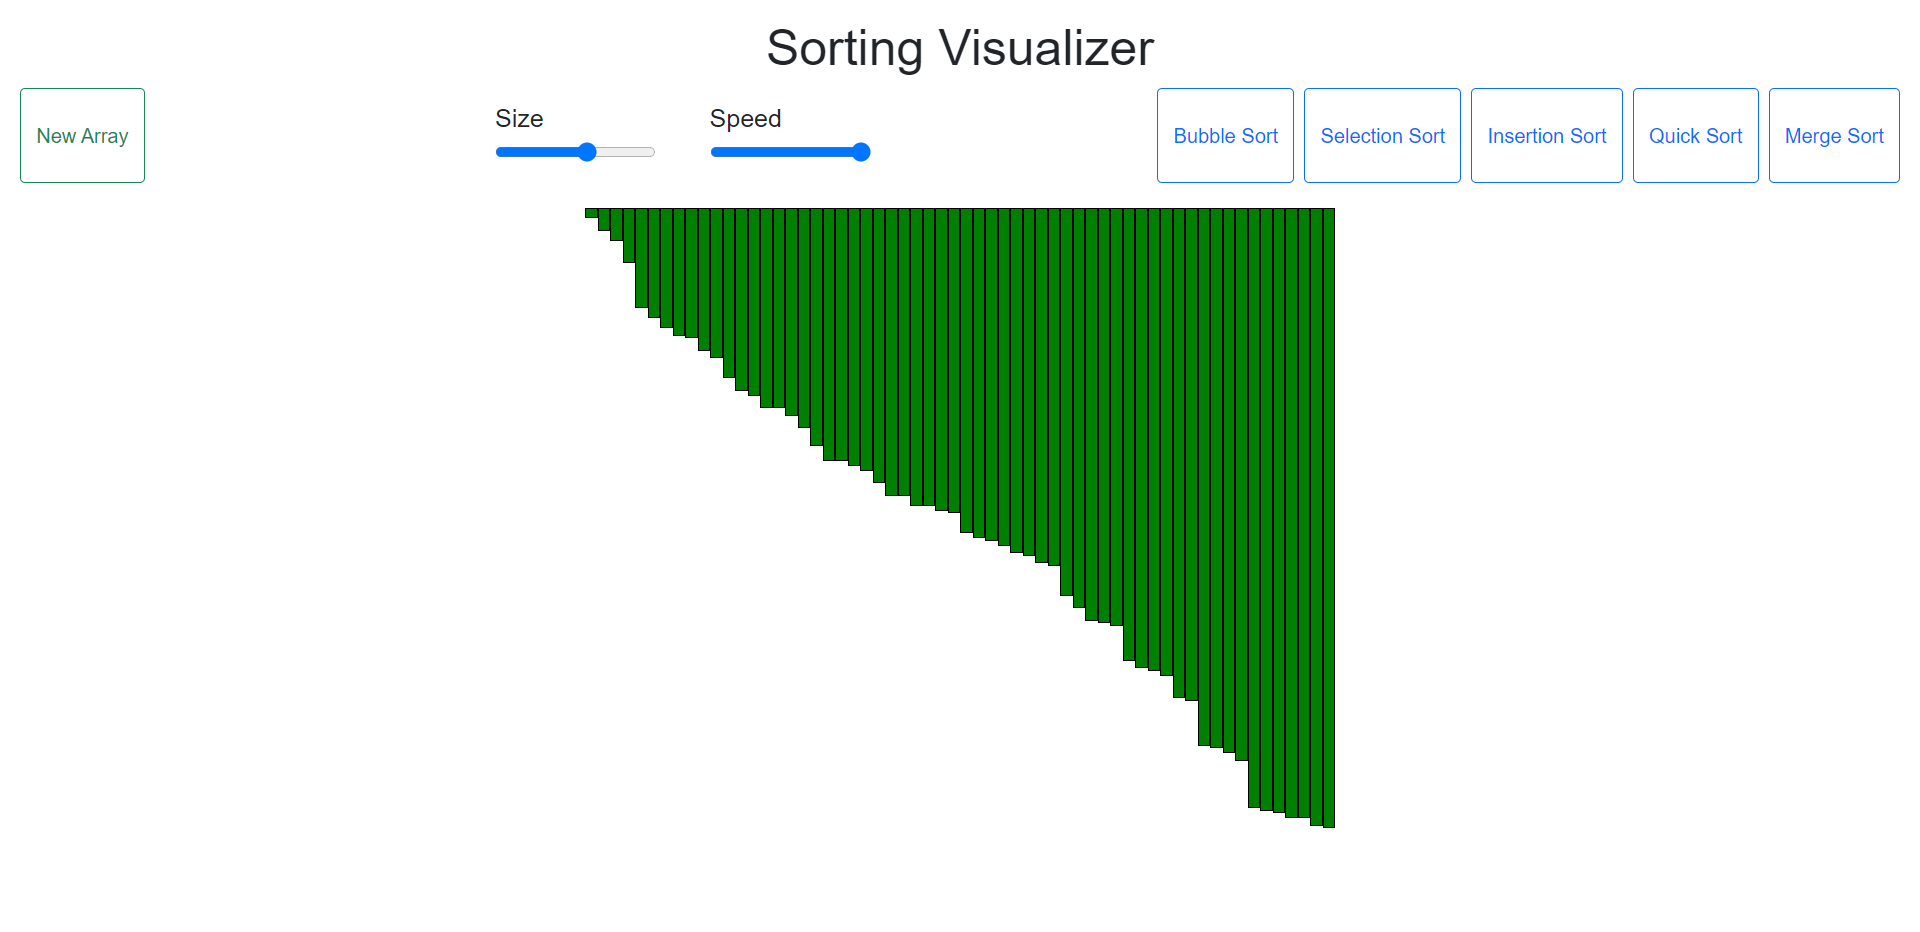 Sorting Visualizer
New Array
Size
Speed
Bubble Sort
Selection Sort
Insertion Sort
Quick Sort
Merge Sort